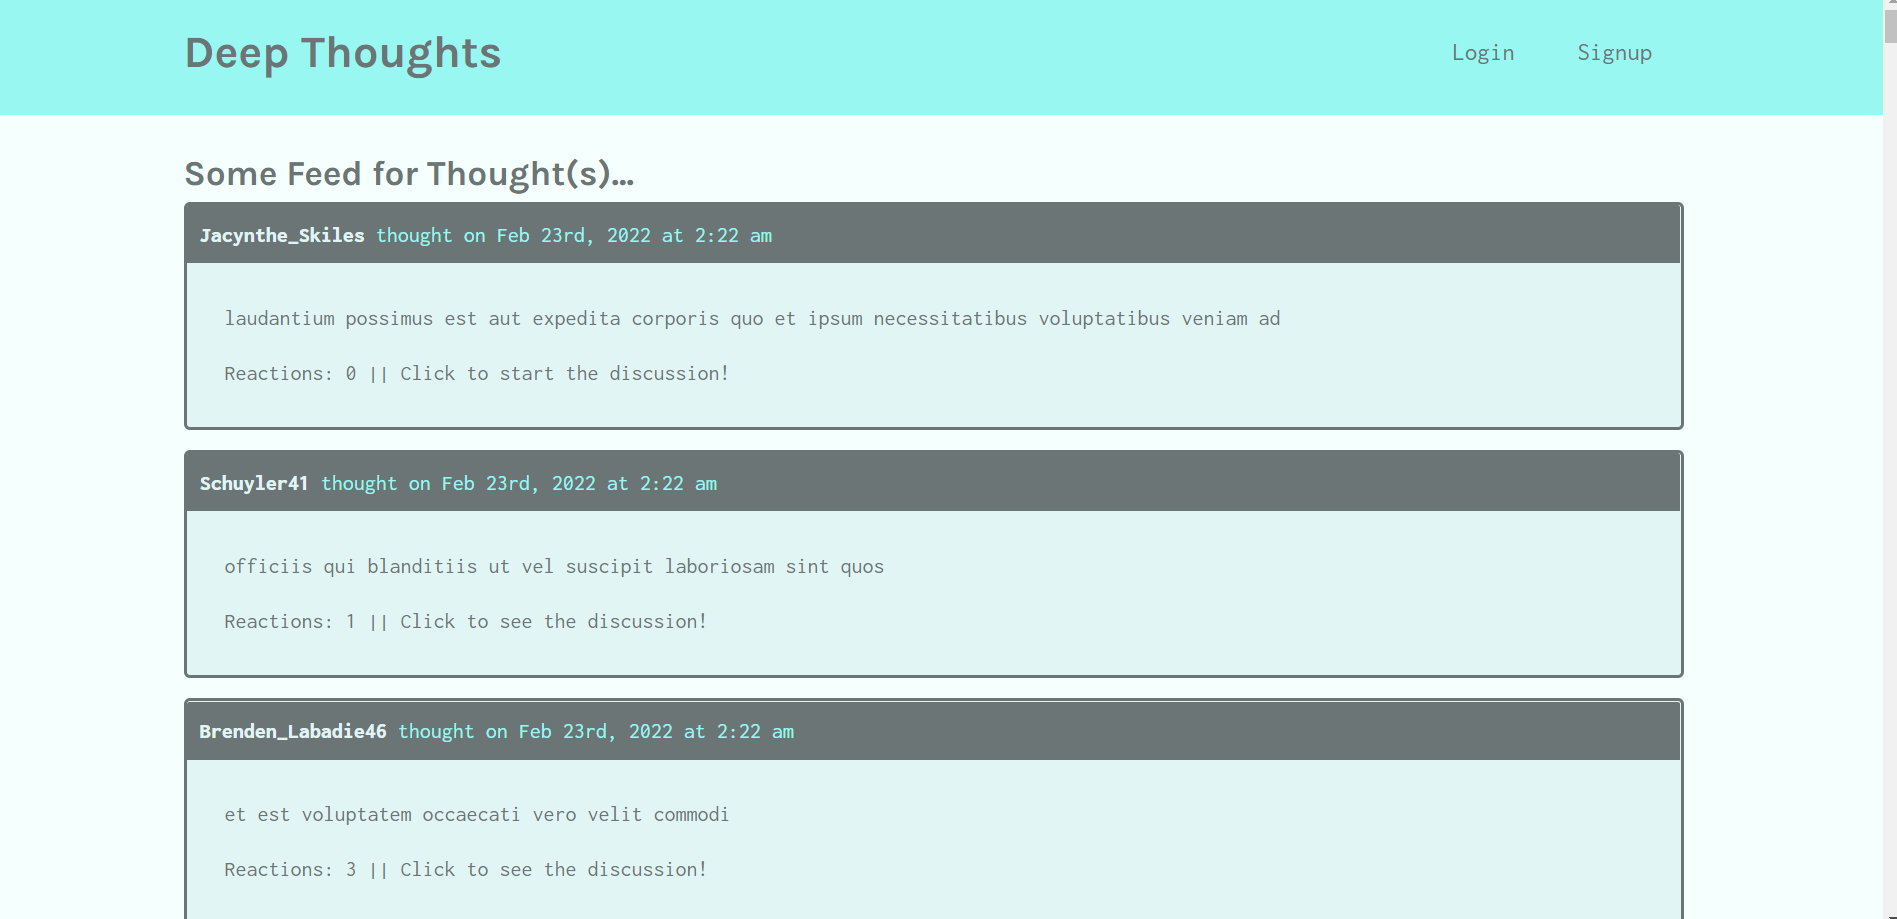 Deep Thoughts
Login Signup
Some Feed for Thought(s)...
Jacynthe_Skiles thought on Feb 23rd, 2022 at 2:22 am
laudantium possimus est aut expedita corporis quo et ipsum necessitatibus voluptatibus veniam ad
Reactions: 0 || Click to start the discussion!
Schuyler41 thought on Feb 23rd, 2022 at 2:22 am
officiis qui blanditiis ut vel suscipit laboriosam sint quos
Reactions: 1 || Click to see the discussion!
Brenden_Labadie46 thought on Feb 23rd, 2022 at 2:22 am
et est voluptatem occaecati vero velit commodi
Reactions: 3 || Click to see the discussion!